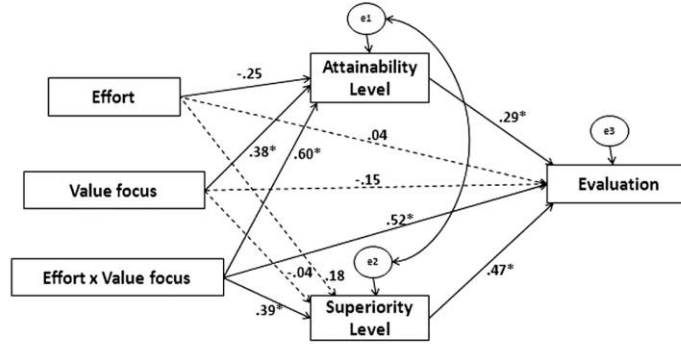 e1
Attainability
Level
-.25
Effort
.29*
.04
e3
.38*
.60*
Value focus
-.15
Evaluation
.52*
Effort x Value focus
-.04
.18
e2
.47*
.39*
Superiority
Level